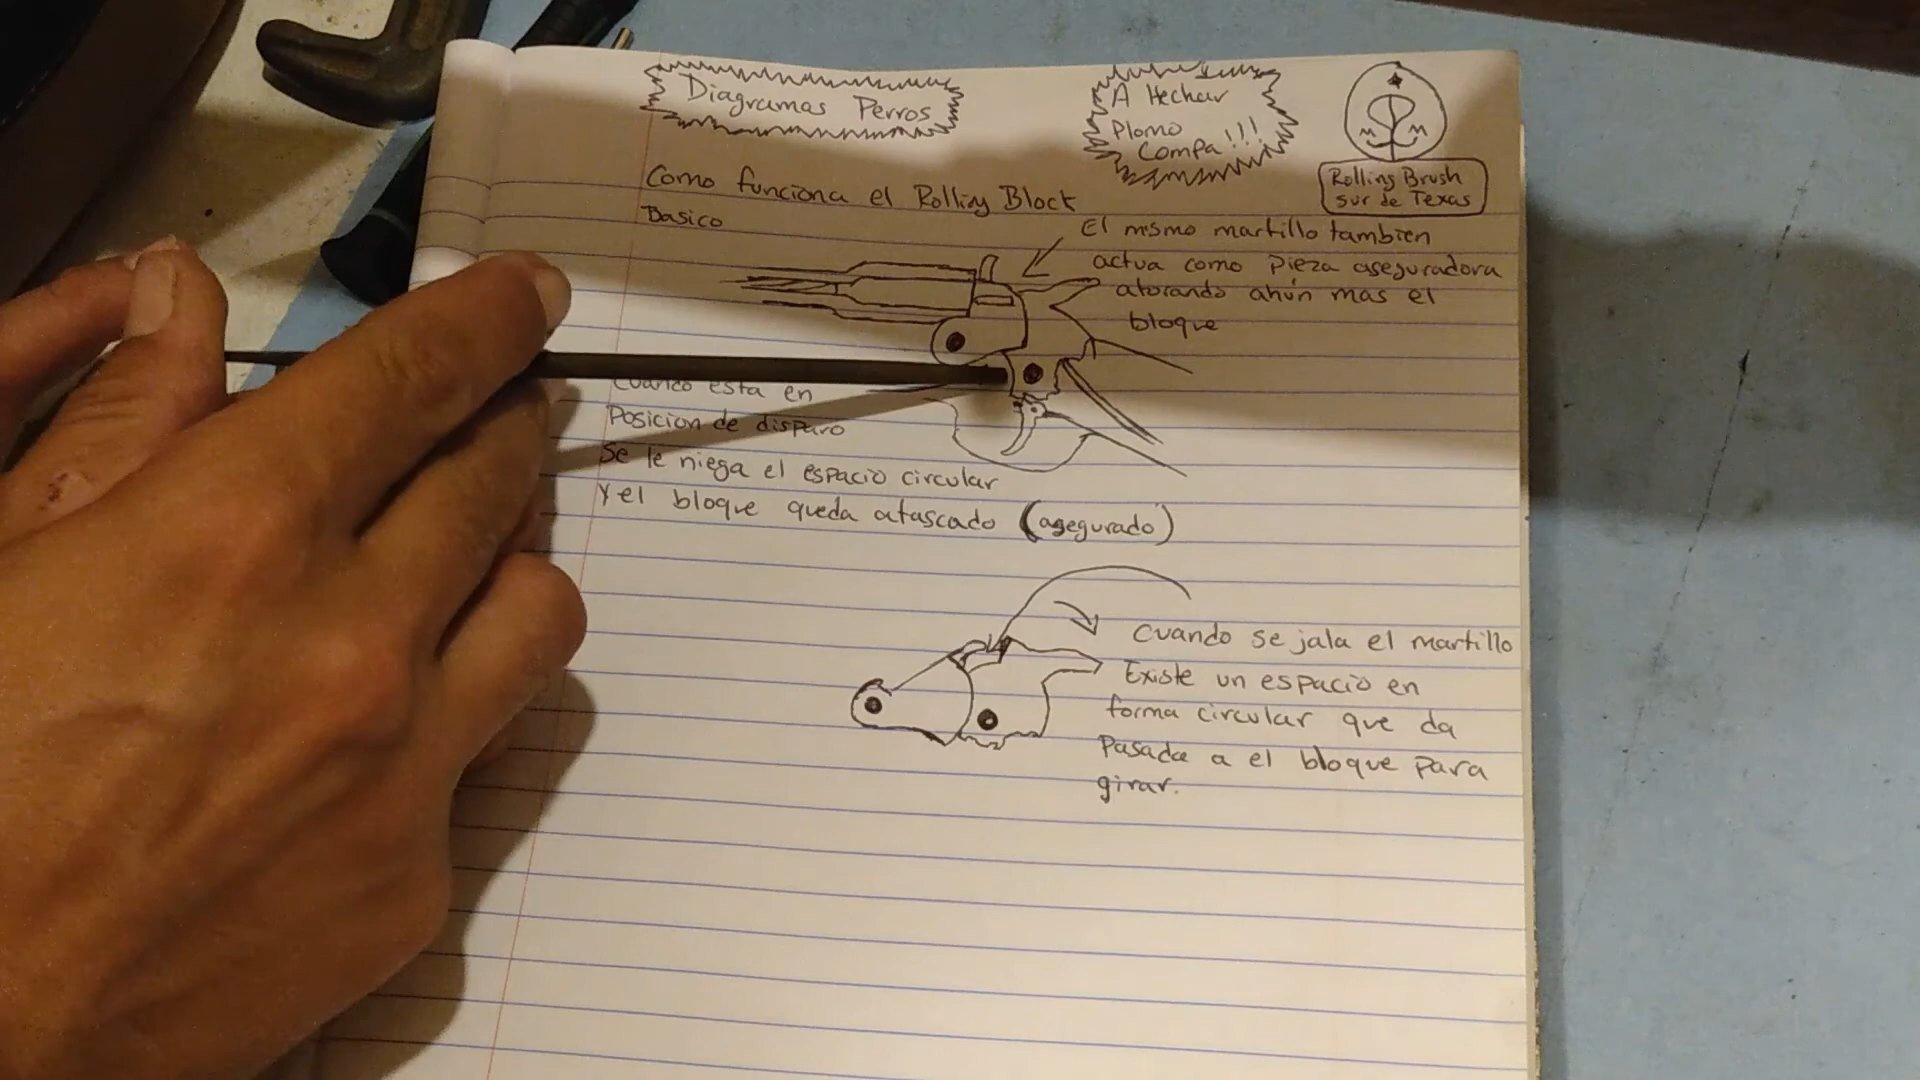 Diagramas Perros
A Hechar
Plomo
Compa!!!
M M
Rolling Brush
sur de Texas
Como funciona el Rolling Block
Basico
El mismo martillo tambien
actua como pieza aseguradora
atorando ahún mas el
bloque
Cuando esta en
Posicion de disparo
Se le niega el espacio circular
Y el bloque queda atascado (asegurado)
Cuando se jala el martillo
Existe un espacio en
forma circular que da
Pasada a el bloque para
girar.